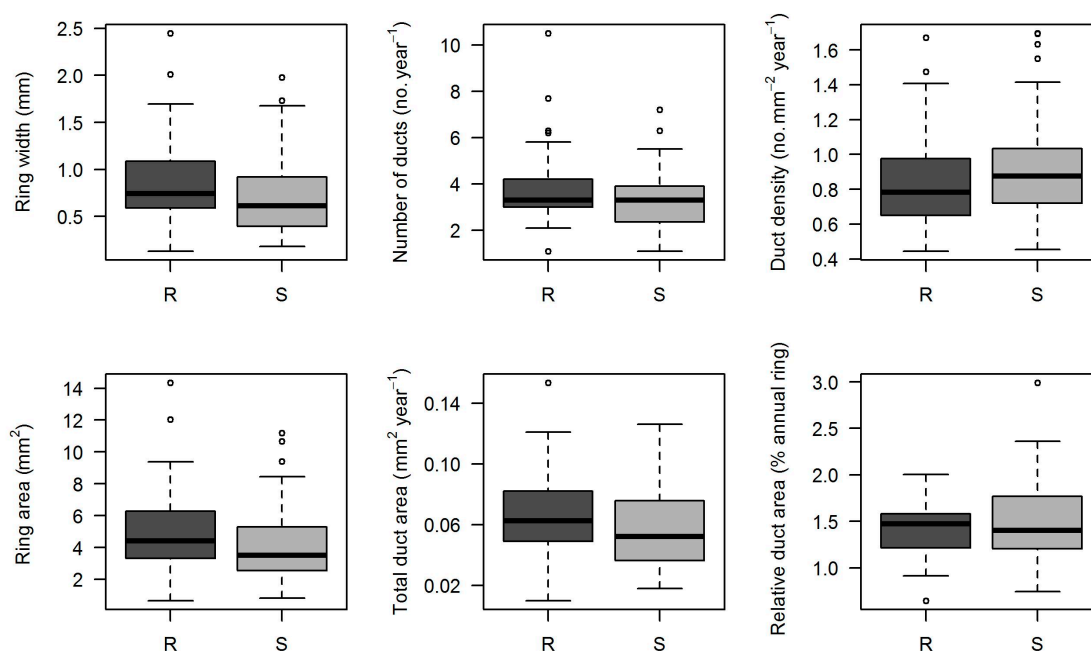 Ring width (mm)
2.5
2.0
1.5
1.0
0.5
R
S
Number of ducts (no. year⁻¹)
10
8
6
4
2
R
S
Duct density (no. mm⁻² year⁻¹)
1.6
1.4
1.2
1.0
0.8
0.6
0.4
R
S
Ring area (mm²)
14
12
10
8
6
4
2
R
S
Total duct area (mm² year⁻¹)
0.14
0.10
0.06
0.02
R
S
Relative duct area (% annual ring)
3.0
2.5
2.0
1.5
1.0
R
S